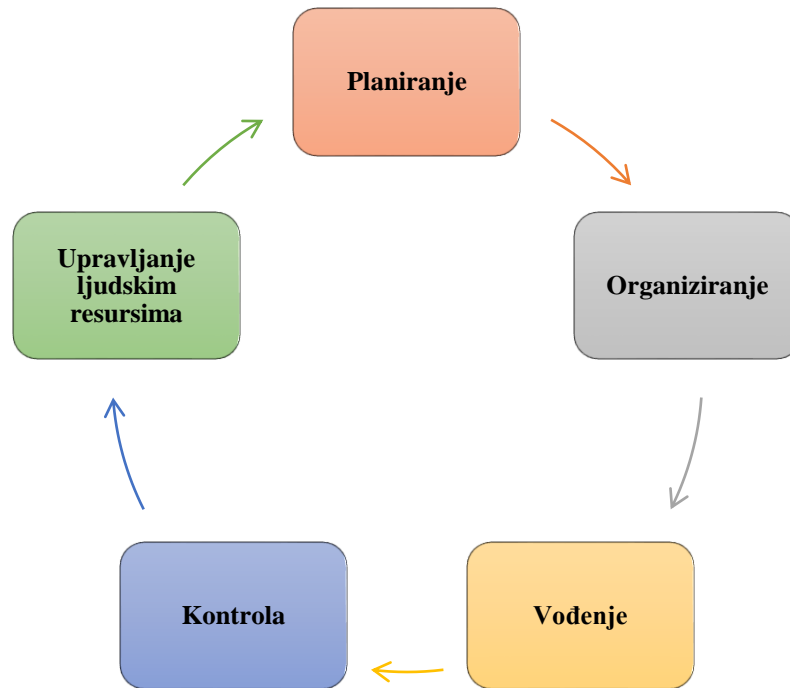 Planiranje
Organiziranje
Vođenje
Kontrola
Upravljanje
ljudskim
resursima